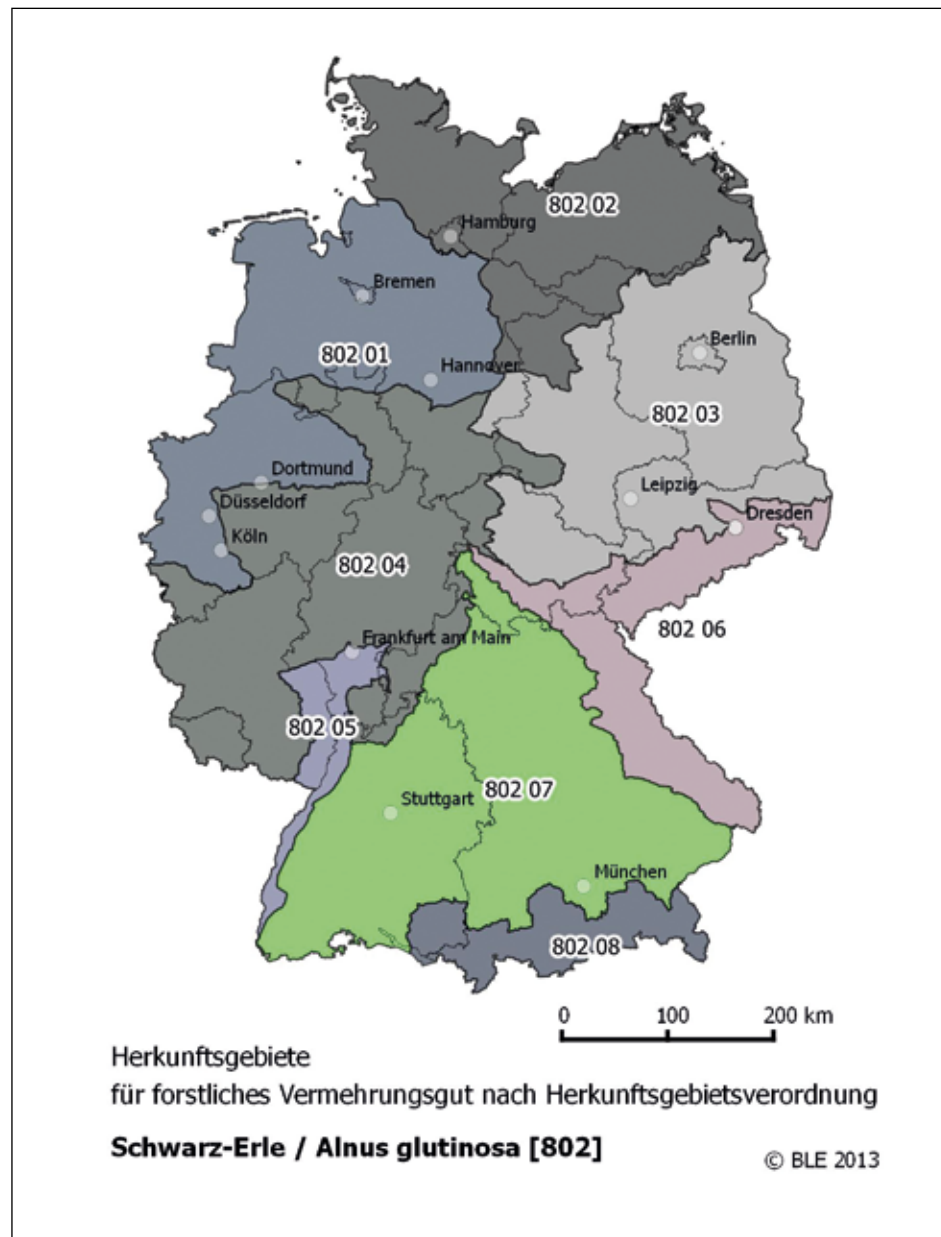 802 02
Hamburg
Bremen
Berlin
802 01
Hannover
802 03
Dortmund
Leipzig
Düsseldorf
Dresden
Köln
802 04
802 06
Frankfurt am Main
802 05
802 07
Stuttgart
München
802 08
0 100 200 km
Herkunftsgebiete
für forstliches Vermehrungsgut nach Herkunftsgebietsverordnung
Schwarz-Erle / Alnus glutinosa [802]
© BLE 2013